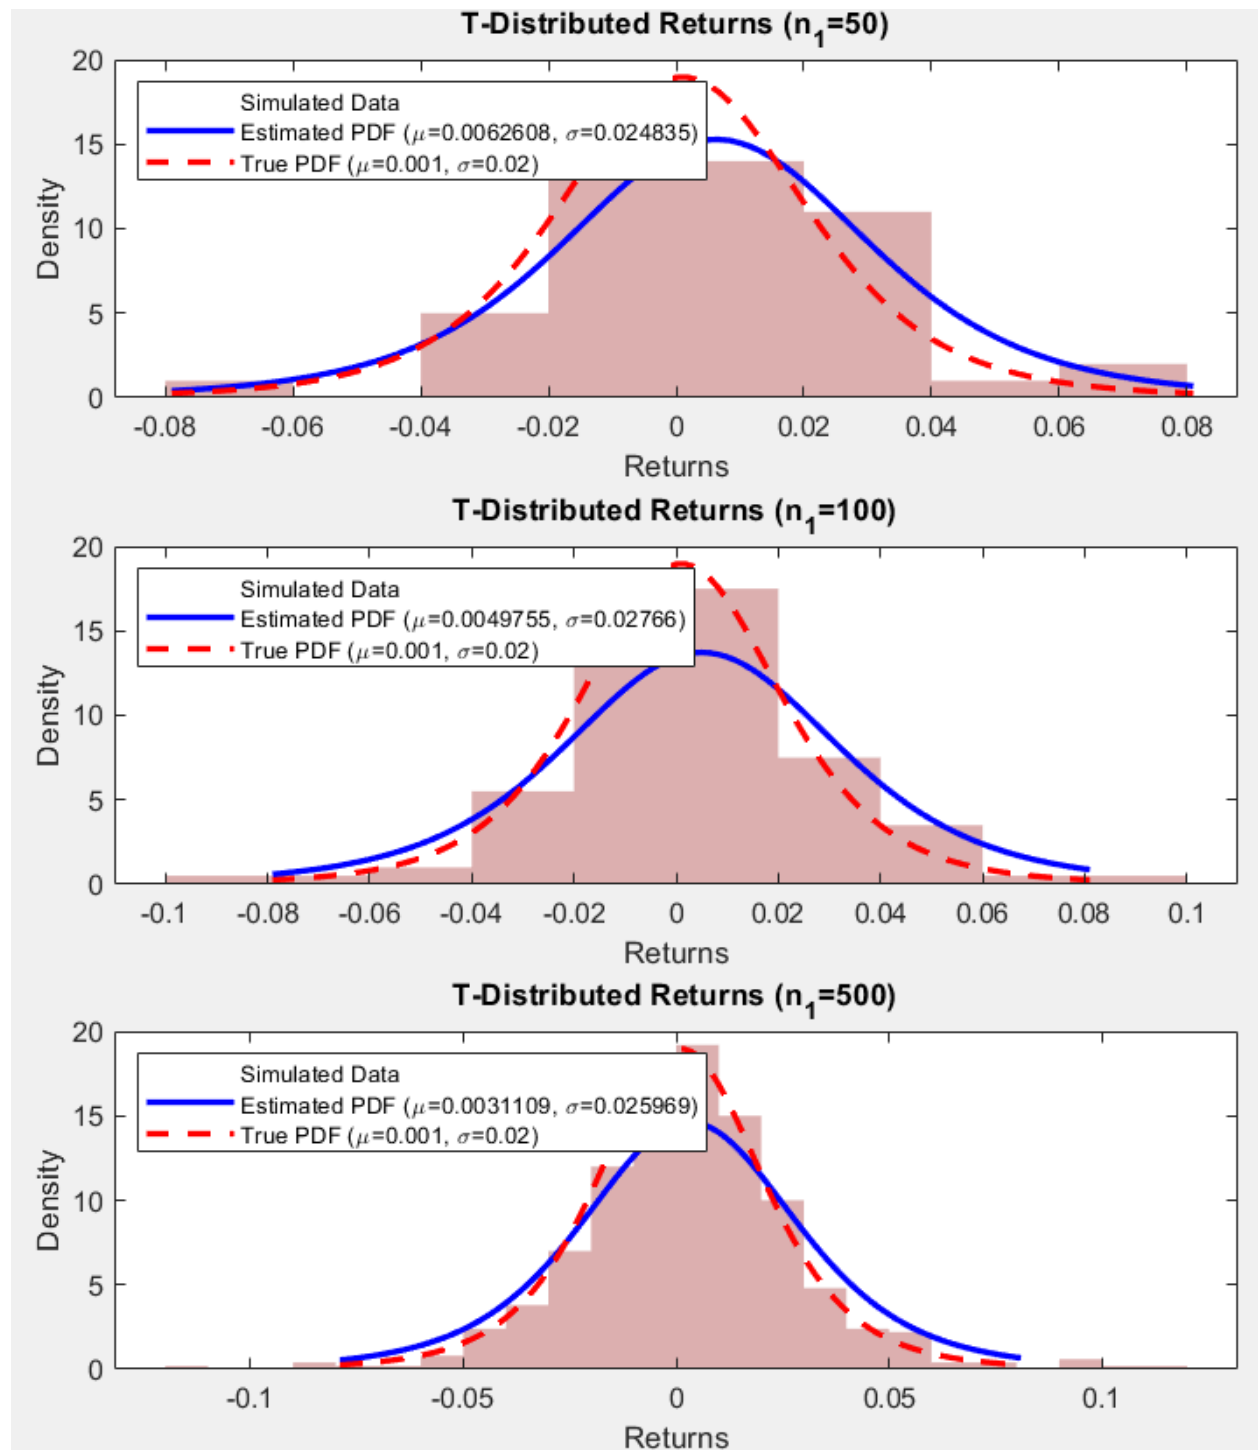 T-Distributed Returns (n1=50)
20
15
10
5
0
Density
Simulated Data
Estimated PDF (μ=0.0062608, σ=0.024835)
True PDF (μ=0.001, σ=0.02)
-0.08 -0.06 -0.04 -0.02 0 0.02 0.04 0.06 0.08
Returns
T-Distributed Returns (n1=100)
20
15
10
5
0
Density
Simulated Data
Estimated PDF (μ=0.0049755, σ=0.02766)
True PDF (μ=0.001, σ=0.02)
-0.1 -0.08 -0.06 -0.04 -0.02 0 0.02 0.04 0.06 0.08 0.1
Returns
T-Distributed Returns (n1=500)
20
15
10
5
0
Density
Simulated Data
Estimated PDF (μ=0.0031109, σ=0.025969)
True PDF (μ=0.001, σ=0.02)
-0.1 -0.05 0 0.05 0.1
Returns